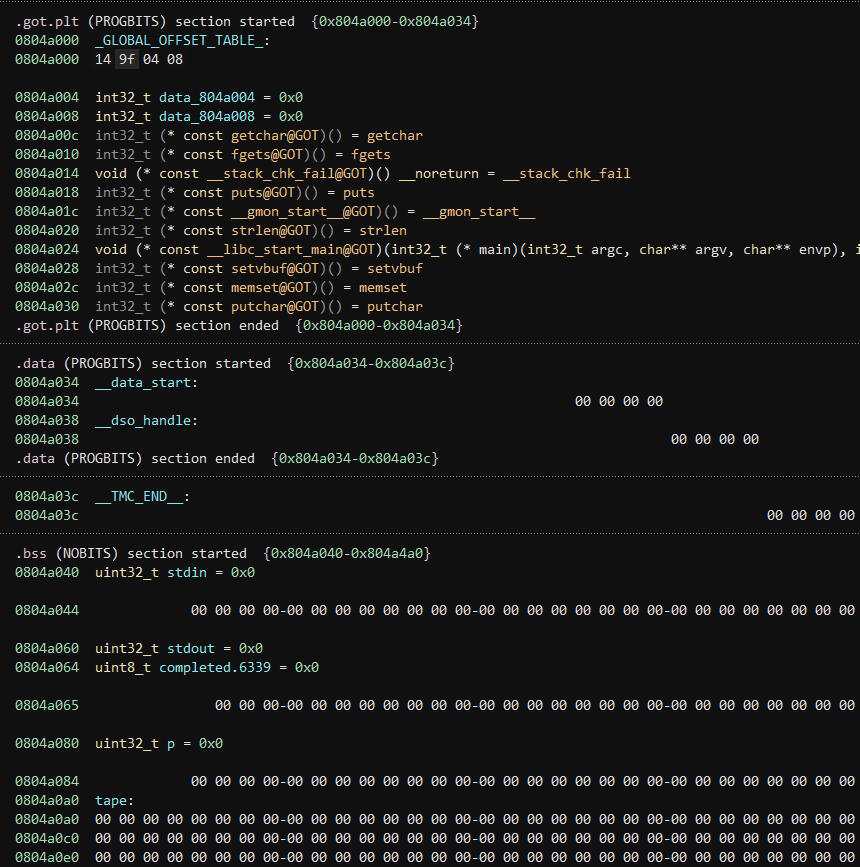 .got.plt (PROGBITS) section started  {0x804a000-0x804a034}
0804a000  _GLOBAL_OFFSET_TABLE_:
0804a000  14 9f 04 08
0804a004  int32_t data_804a004 = 0x0
0804a008  int32_t data_804a008 = 0x0
0804a00c  int32_t (* const getchar@GOT)() = getchar
0804a010  int32_t (* const fgets@GOT)() = fgets
0804a014  void (* const __stack_chk_fail@GOT)() __noreturn = __stack_chk_fail
0804a018  int32_t (* const puts@GOT)() = puts
0804a01c  int32_t (* const __gmon_start__@GOT)() = __gmon_start__
0804a020  int32_t (* const strlen@GOT)() = strlen
0804a024  void (* const __libc_start_main@GOT)(int32_t (* main)(int32_t argc, char** argv, char** envp), i
0804a028  int32_t (* const setvbuf@GOT)() = setvbuf
0804a02c  int32_t (* const memset@GOT)() = memset
0804a030  int32_t (* const putchar@GOT)() = putchar
.got.plt (PROGBITS) section ended  {0x804a000-0x804a034}
.data (PROGBITS) section started  {0x804a034-0x804a03c}
0804a034  __data_start:
0804a034  00 00 00 00
0804a038  __dso_handle:
0804a038  00 00 00 00
.data (PROGBITS) section ended  {0x804a034-0x804a03c}
0804a03c  __TMC_END__:
0804a03c  00 00 00 00
.bss (NOBITS) section started  {0x804a040-0x804a4a0}
0804a040  uint32_t stdin = 0x0
0804a044  00 00 00 00-00 00 00 00 00 00 00 00-00 00 00 00 00 00 00 00-00 00 00 00 00 00 00 00
0804a060  uint32_t stdout = 0x0
0804a064  uint8_t completed.6339 = 0x0
0804a065  00 00 00-00 00 00 00 00 00 00 00-00 00 00 00 00 00 00 00-00 00 00 00 00 00 00 00
0804a080  uint32_t p = 0x0
0804a084  00 00 00 00-00 00 00 00 00 00 00 00-00 00 00 00 00 00 00 00-00 00 00 00 00 00 00 00
0804a0a0  tape:
0804a0a0  00 00 00 00 00 00 00 00-00 00 00 00 00 00 00 00-00 00 00 00 00 00 00 00-00 00 00 00 00 00 00 00
0804a0c0  00 00 00 00 00 00 00 00-00 00 00 00 00 00 00 00-00 00 00 00 00 00 00 00-00 00 00 00 00 00 00 00
0804a0e0  00 00 00 00 00 00 00 00-00 00 00 00 00 00 00 00-00 00 00 00 00 00 00 00-00 00 00 00 00 00 00 00